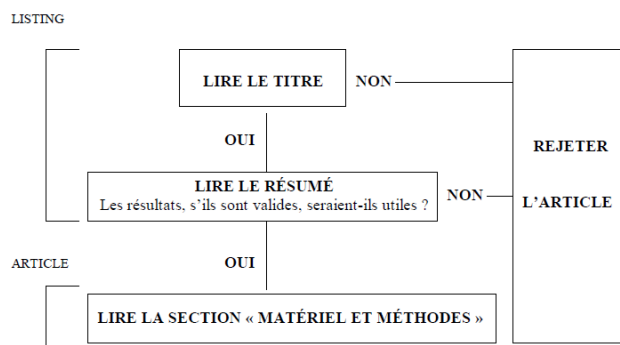 LISTING
LIRE LE TITRE
NON
OUI
REJETER
LIRE LE RÉSUMÉ
Les résultats, s’ils sont valides, seraient-ils utiles ?
NON
L’ARTICLE
ARTICLE
OUI
LIRE LA SECTION « MATÉRIEL ET MÉTHODES »